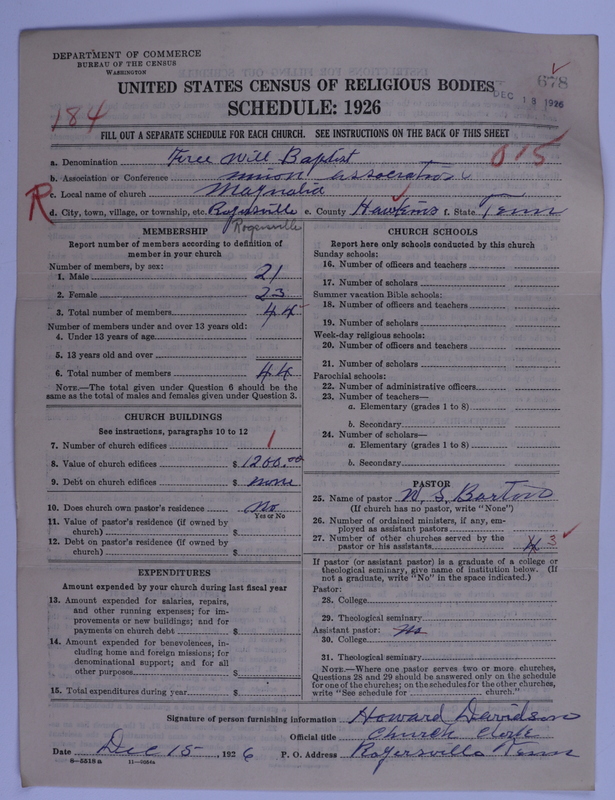 DEPARTMENT OF COMMERCE
BUREAU OF THE CENSUS
WASHINGTON
678
UNITED STATES CENSUS OF RELIGIOUS BODIES
DEC 18 1926
SCHEDULE: 1926
184
FILL OUT A SEPARATE SCHEDULE FOR EACH CHURCH. SEE INSTRUCTIONS ON THE BACK OF THIS SHEET
a. Denomination Free Will Baptist 015
b. Association or Conference Union Association
R c. Local name of church Magnalia
d. City, town, village, or township, etc. Rogersville e. County Hawkins f. State Tenn
Rogersville
MEMBERSHIP
Report number of members according to definition of
member in your church
Number of members, by sex:
1. Male 21
2. Female 23
3. Total number of members 44
Number of members under and over 13 years old:
4. Under 13 years of age
5. 13 years old and over
6. Total number of members 44
NOTE.—The total given under Question 6 should be the
same as the total of males and females given under Question 3.
CHURCH BUILDINGS
See instructions, paragraphs 10 to 12
7. Number of church edifices 1
8. Value of church edifices $ 1200.00
9. Debt on church edifices $ none
10. Does church own pastor's residence No
Yes or No
11. Value of pastor's residence (if owned by
church) $
12. Debt on pastor's residence (if owned by
church) $
EXPENDITURES
Amount expended by your church during last fiscal year
13. Amount expended for salaries, repairs,
and other running expenses; for im-
provements or new buildings; and for
payments on church debt $
14. Amount expended for benevolences, in-
cluding home and foreign missions; for
denominational support; and for all
other purposes $
15. Total expenditures during year $
CHURCH SCHOOLS
Report here only schools conducted by this church
Sunday schools:
16. Number of officers and teachers
17. Number of scholars
Summer vacation Bible schools:
18. Number of officers and teachers
19. Number of scholars
Week-day religious schools:
20. Number of officers and teachers
21. Number of scholars
Parochial schools:
22. Number of administrative officers
23. Number of teachers—
a. Elementary (grades 1 to 8)
b. Secondary
24. Number of scholars—
a. Elementary (grades 1 to 8)
b. Secondary
PASTOR
25. Name of pastor W. S. Barton
(If church has no pastor, write "None")
26. Number of ordained ministers, if any, em-
ployed as assistant pastors
27. Number of other churches served by the
pastor or his assistants 4 3
If pastor (or assistant pastor) is a graduate of a college or
theological seminary, give name of institution below. (If
not a graduate, write "No" in the space indicated.)
Pastor:
28. College
29. Theological seminary
Assistant pastor: No
30. College
31. Theological seminary
NOTE.—Where one pastor serves two or more churches,
Questions 28 and 29 should be answered only on the schedule
for one of the churches; on the schedules for the other churches,
write "See schedule for church."
Signature of person furnishing information Howard Davidson
Official title Church Clerk
Date Dec 15, 1926 P. O. Address Rogersville Tenn
8—5518a